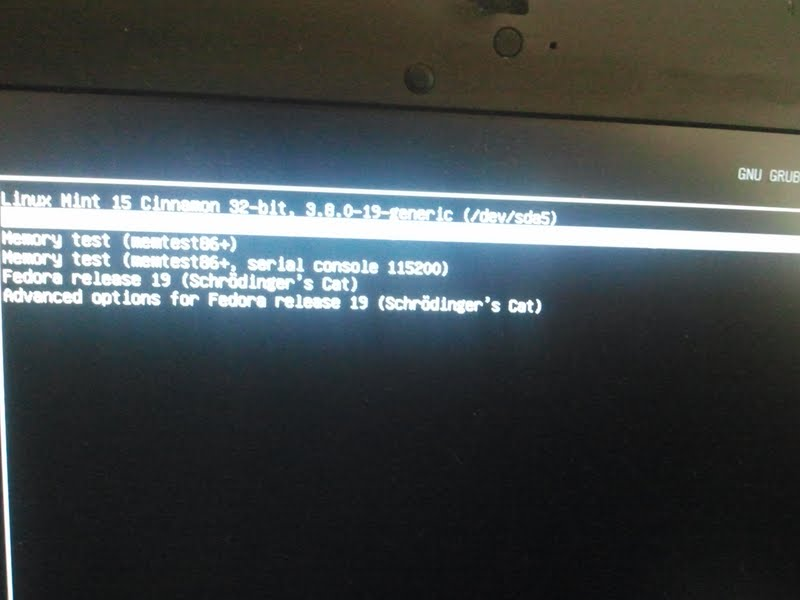 GNU GRUB
Linux Mint 15 Cinnamon 32-bit, 3.8.0-19-generic (/dev/sda5)
Memory test (memtest86+)
Memory test (memtest86+, serial console 115200)
Fedora release 19 (Schrödinger's Cat)
Advanced options for Fedora release 19 (Schrödinger's Cat)